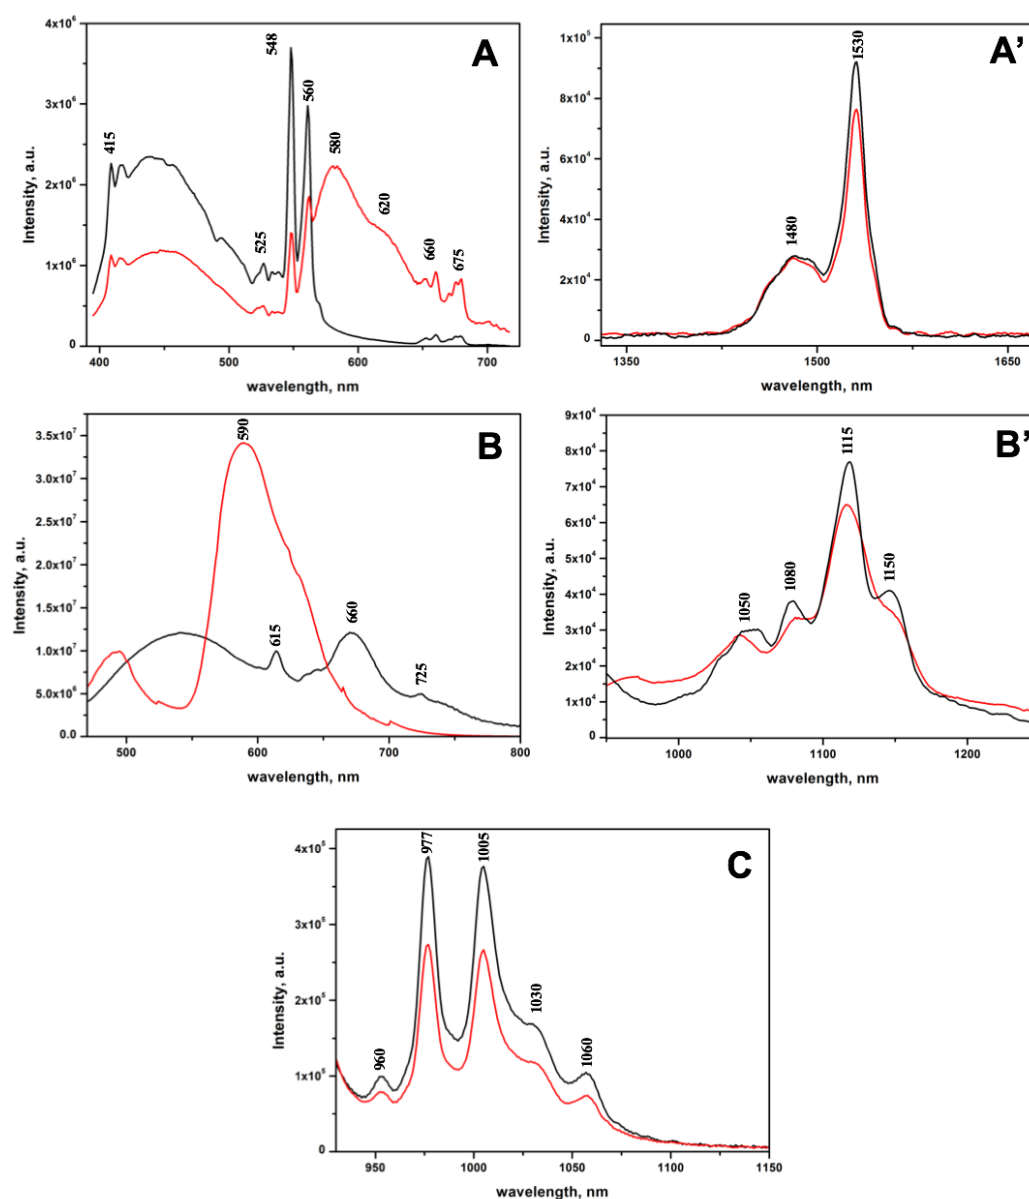 A
4x10⁶
3x10⁶
2x10⁶
1x10⁶
0
Intensity, a.u.
415
525
548
560
580
620
660
675
400 500 600 700
wavelength, nm
A'
1x10⁵
8x10⁴
6x10⁴
4x10⁴
2x10⁴
0
Intensity, a.u.
1480
1530
1350 1500 1650
wavelength, nm
B
3.5x10⁷
3.0x10⁷
2.5x10⁷
2.0x10⁷
1.5x10⁷
1.0x10⁷
5.0x10⁶
0.0
Intensity, a.u.
590
615
660
725
500 600 700 800
wavelength, nm
B'
9x10⁴
8x10⁴
7x10⁴
6x10⁴
5x10⁴
4x10⁴
3x10⁴
2x10⁴
1x10⁴
0
Intensity, a.u.
1050
1080
1115
1150
1000 1100 1200
wavelength, nm
C
4x10⁵
3x10⁵
2x10⁵
1x10⁵
0
Intensity, a.u.
960
977
1005
1030
1060
950 1000 1050 1100 1150
wavelength, nm